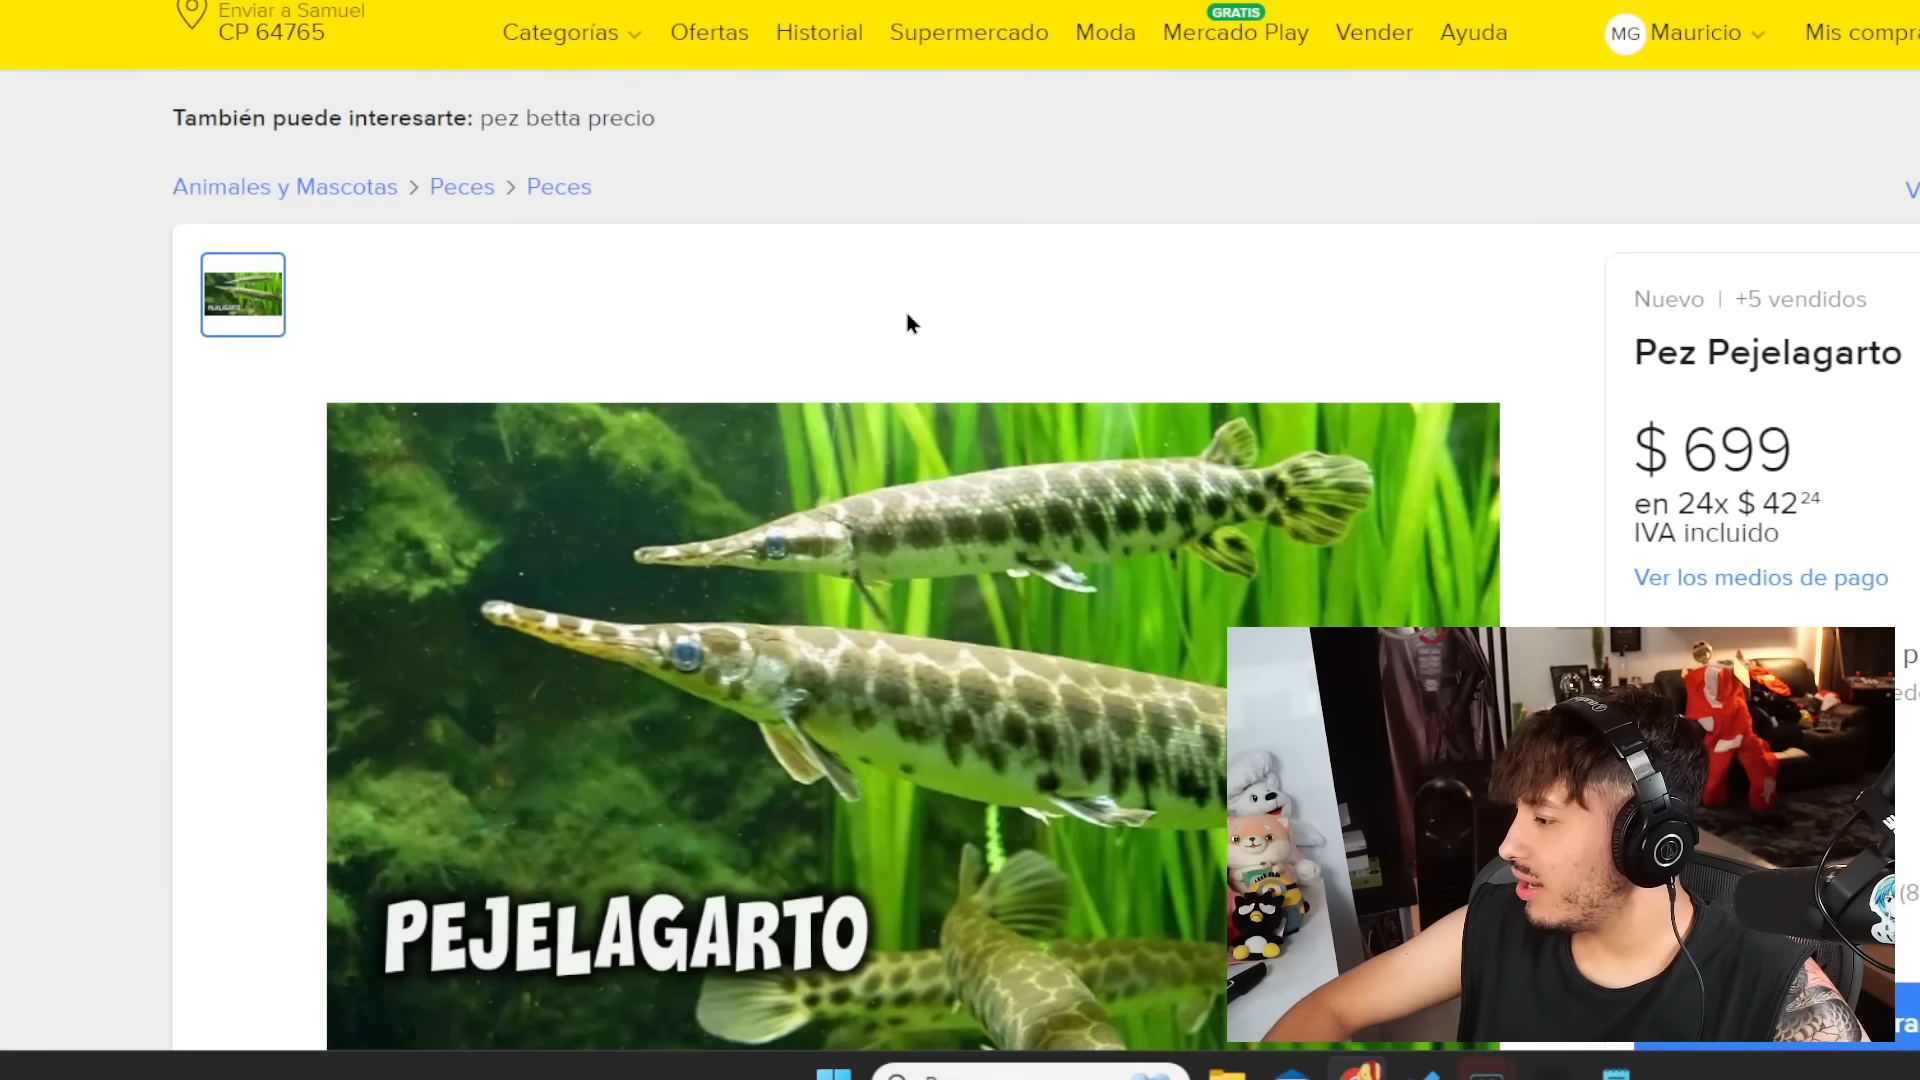 Enviar a Samuel
CP 64765
Categorías
Ofertas
Historial
Supermercado
Moda
GRATIS
Mercado Play
Vender
Ayuda
MG
Mauricio
También puede interesarte: pez betta precio
Animales y Mascotas > Peces > Peces
Nuevo | +5 vendidos
Pez Pejelagarto
$ 699
en 24x $ 42 24
IVA incluido
Ver los medios de pago
PEJELAGARTO